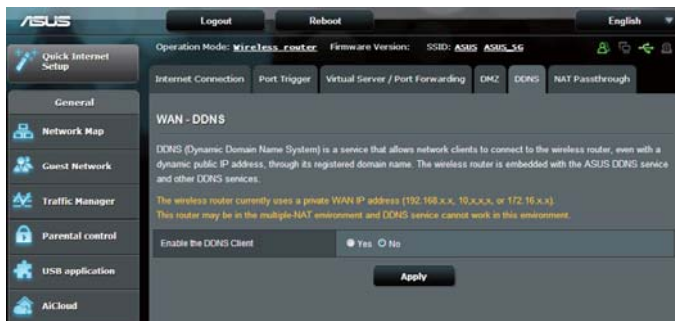 ASUS
Logout
Reboot
English
Quick Internet Setup
Operation Mode: Wireless router Firmware Version: SSID: ASUS ASUS_5G
Internet Connection
Port Trigger
Virtual Server / Port Forwarding
DMZ
DDNS
NAT Passthrough
General
Network Map
Guest Network
Traffic Manager
Parental control
USB application
AiCloud
WAN - DDNS
DDNS (Dynamic Domain Name System) is a service that allows network clients to connect to the wireless router, even with a
dynamic public IP address, through its registered domain name. The wireless router is embedded with the ASUS DDNS service
and other DDNS services.
The wireless router currently uses a private WAN IP address (192.168.x.x, 10,x,x,x, or 172.16.x.x).
This router may be in the multiple-NAT environment and DDNS service cannot work in this environment.
Enable the DDNS Client
Yes
No
Apply